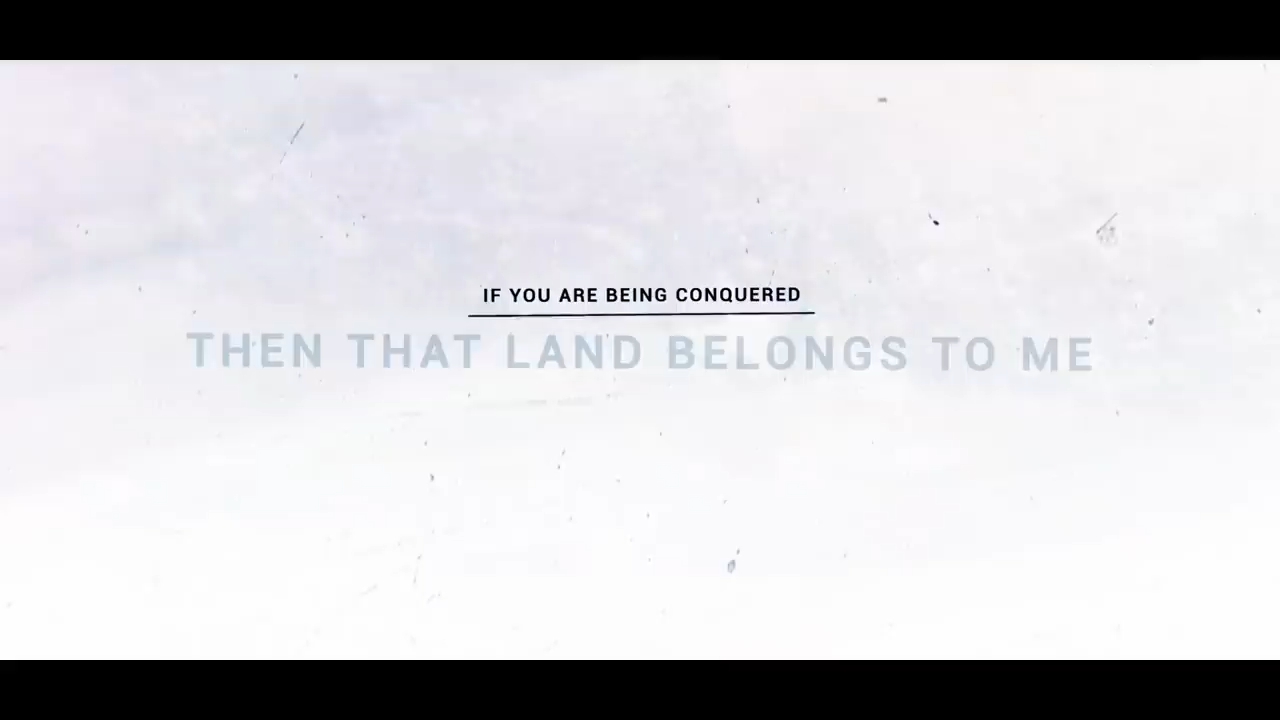 IF YOU ARE BEING CONQUERED
THEN THAT LAND BELONGS TO ME